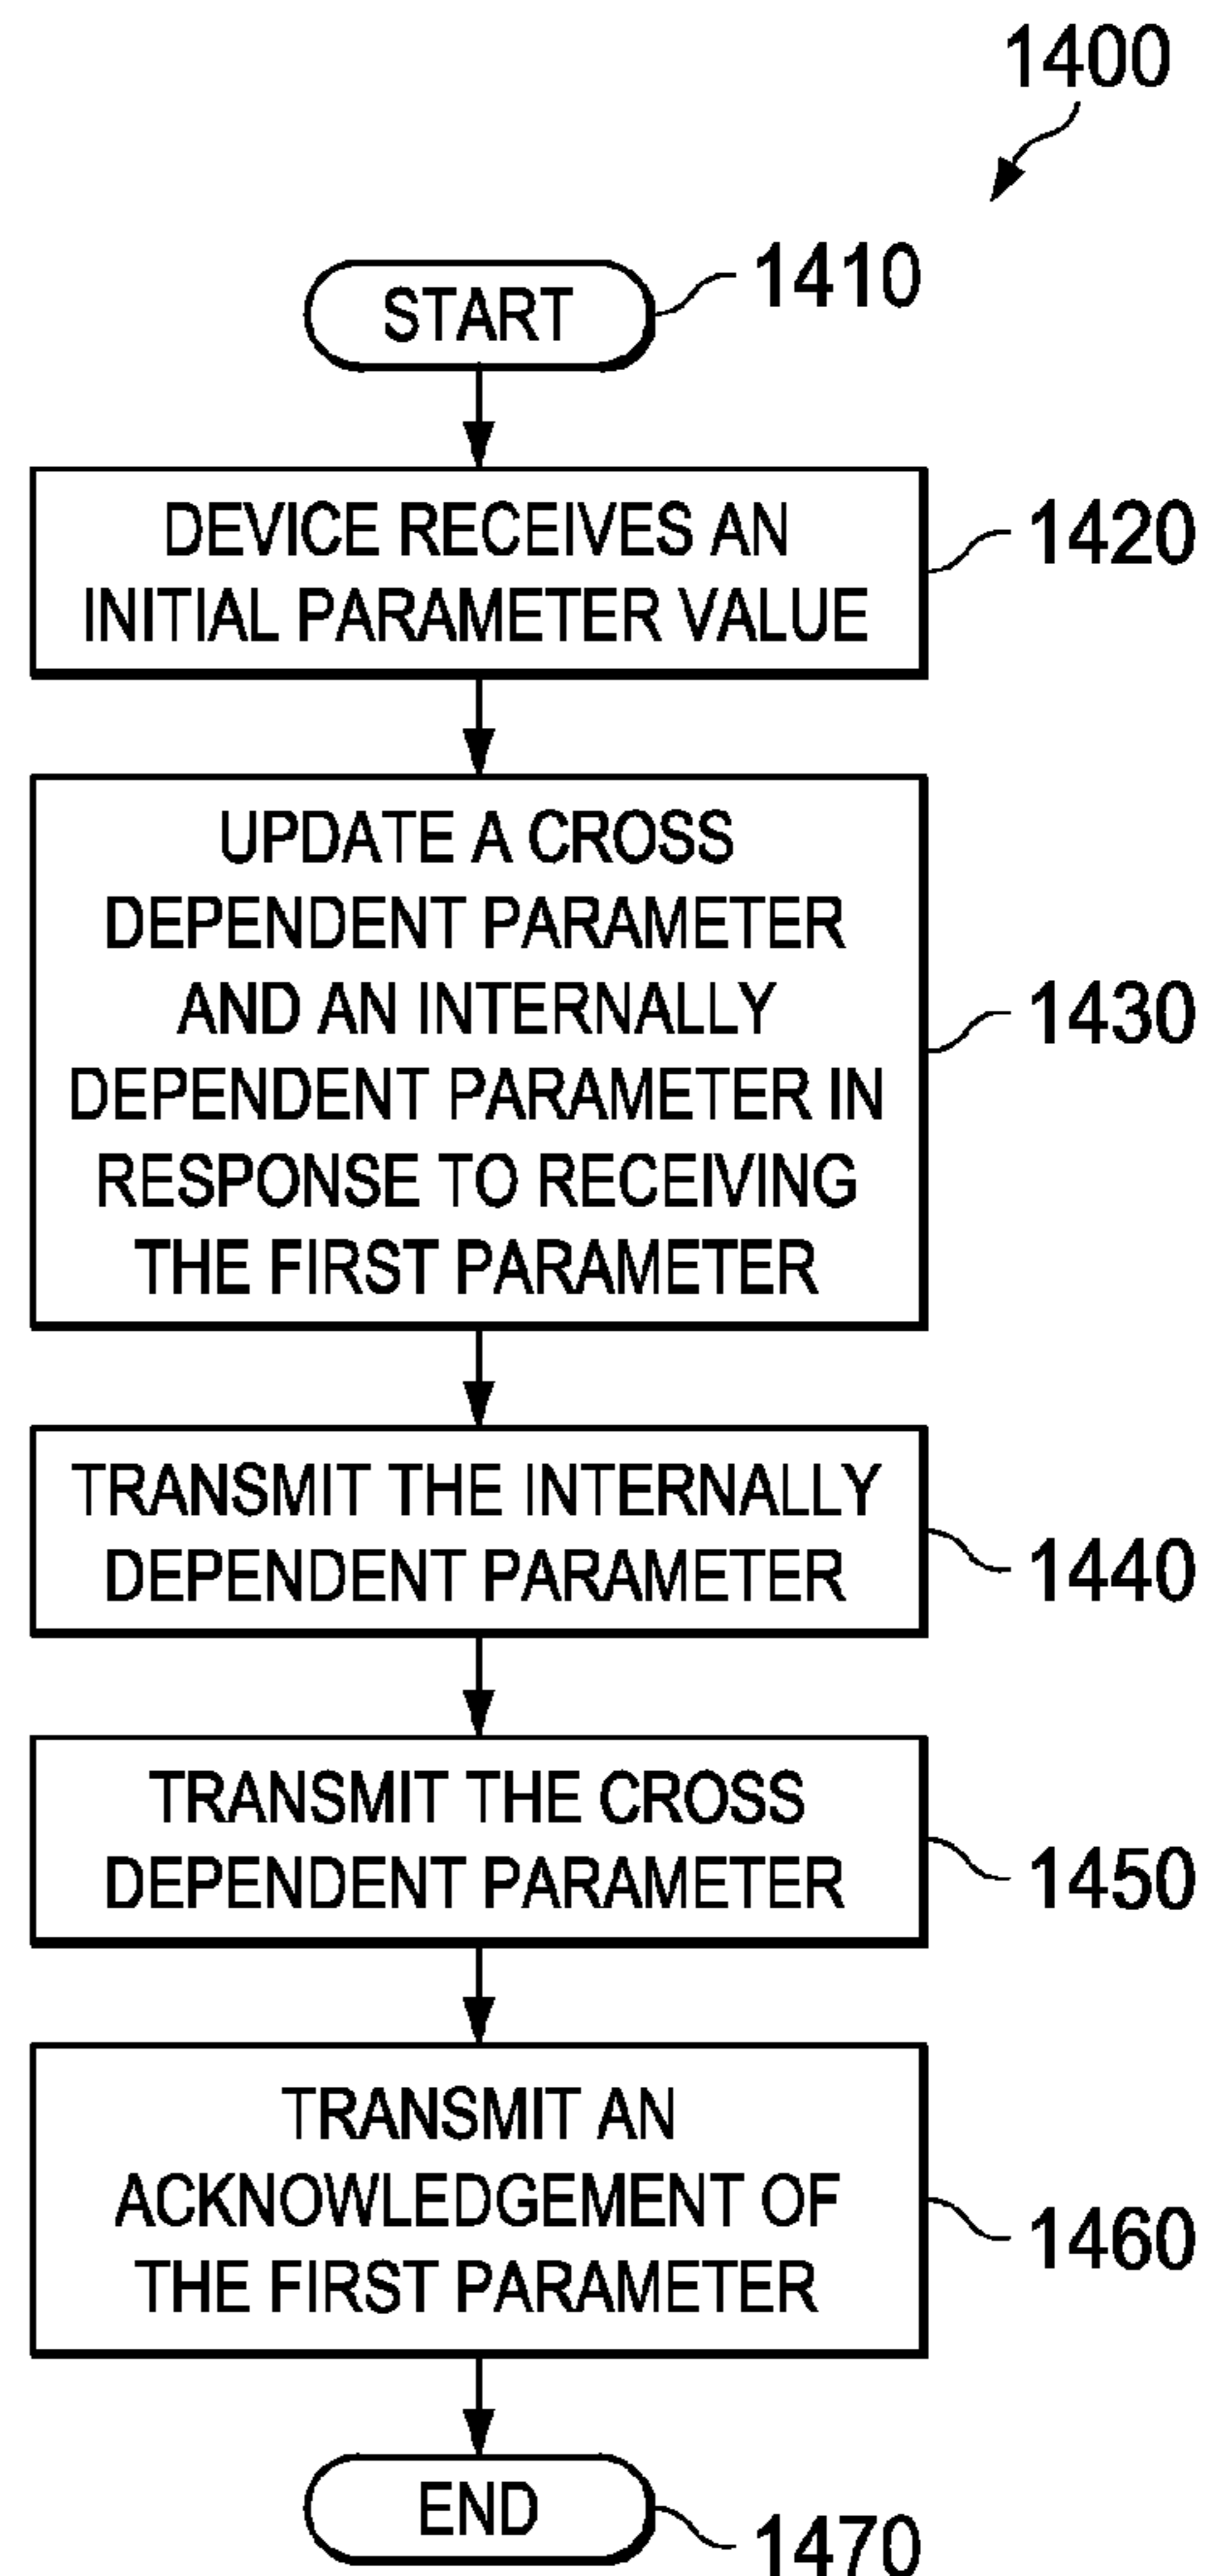 1400
START
1410
DEVICE RECEIVES AN
INITIAL PARAMETER VALUE
1420
UPDATE A CROSS
DEPENDENT PARAMETER
AND AN INTERNALLY
DEPENDENT PARAMETER IN
RESPONSE TO RECEIVING
THE FIRST PARAMETER
1430
TRANSMIT THE INTERNALLY
DEPENDENT PARAMETER
1440
TRANSMIT THE CROSS
DEPENDENT PARAMETER
1450
TRANSMIT AN
ACKNOWLEDGEMENT OF
THE FIRST PARAMETER
1460
END
1470